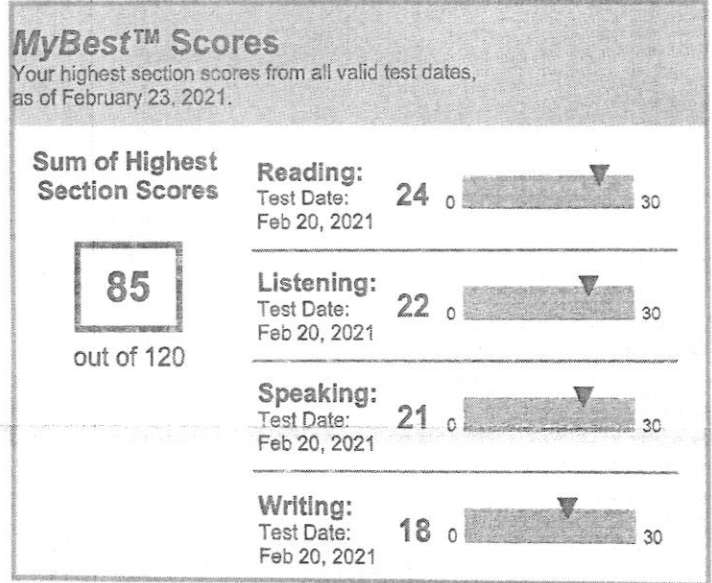 MyBest™ Scores
Your highest section scores from all valid test dates,
as of February 23, 2021.
Sum of Highest
Section Scores
85
out of 120
Reading:
Test Date:
Feb 20, 2021
24
0
30
Listening:
Test Date:
Feb 20, 2021
22
0
30
Speaking:
Test Date:
Feb 20, 2021
21
0
30
Writing:
Test Date:
Feb 20, 2021
18
0
30